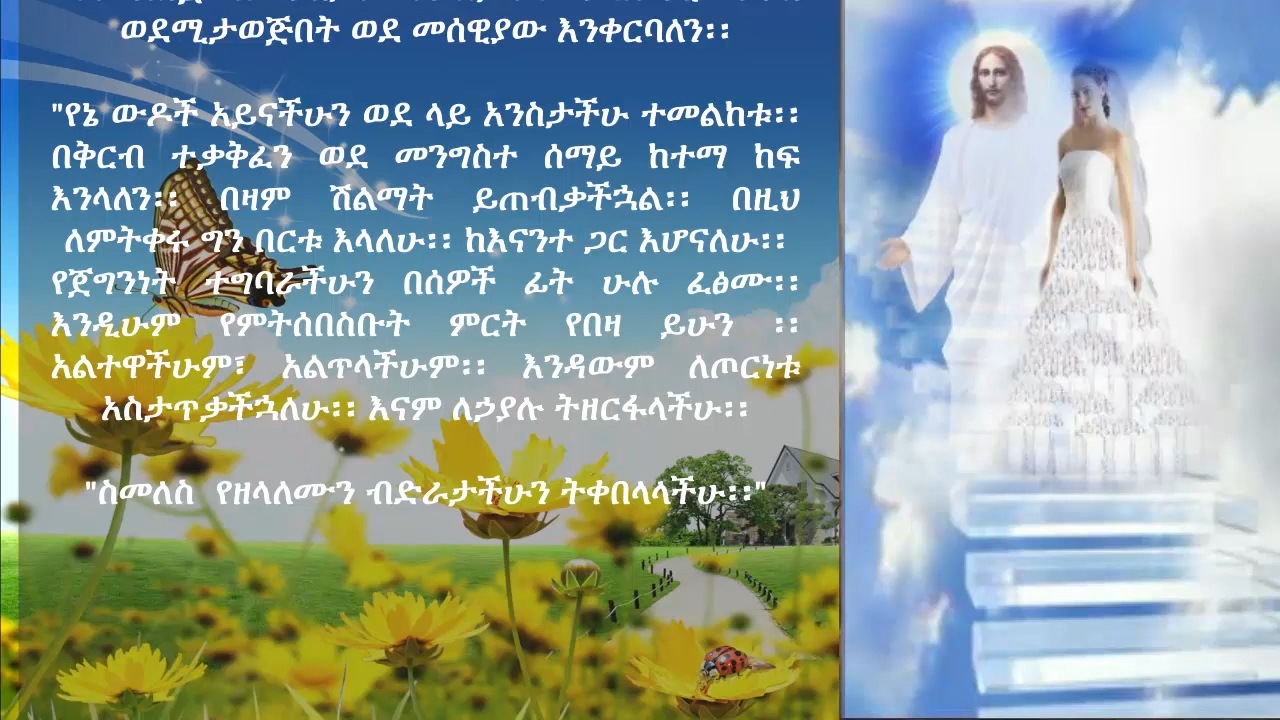 ወደሚታወጅበት ወደ መሰዊያው እንቀርባለን፡፡
"የኔ ውዶች አይናችሁን ወደ ላይ አንስታችሁ ተመልከቱ፡፡
በቅርብ ተቃቅፈን ወደ መንግስተ ሰማይ ከተማ ከፍ
እንላለን፡፡ በዛም ሽልማት ይጠብቃችኋል፡፡ በዚህ
ለምትቀሩ ግን በርቱ እላለሁ፡፡ ከእናንተ ጋር እሆናለሁ፡፡
የጀግንነት ተግባራችሁን በሰዎች ፊት ሁሉ ፈፅሙ፡፡
እንዲሁም የምትሰበስቡት ምርት የበዛ ይሁን ፡፡
አልተዋችሁም፣ አልጥላችሁም፡፡ እንዳውም ለጦርነቱ
አስታጥቃችኋለሁ፡፡ እናም ለኃያሉ ትዘርፋላችሁ፡፡
"ስመለስ የዘላለሙን ብድራታችሁን ትቀበላላችሁ፡፡"